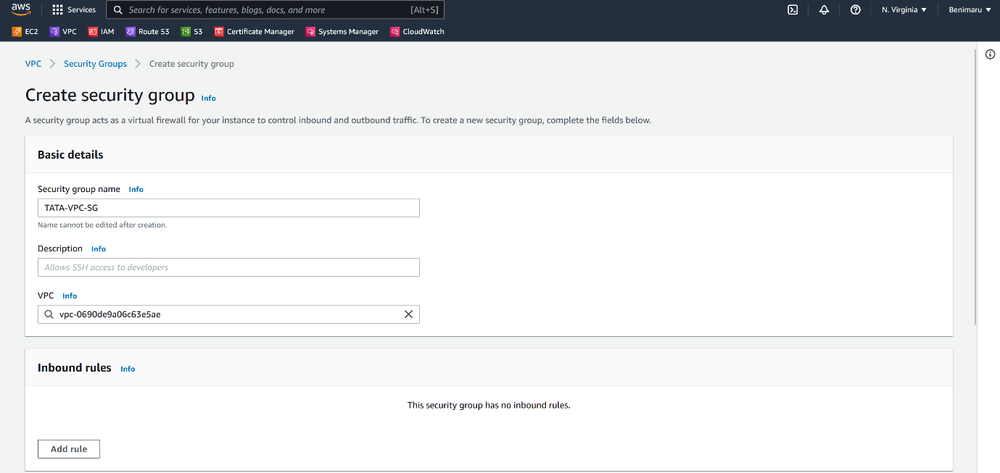 aws Services Search for services, features, blogs, docs, and more [Alt+S] N. Virginia ▼ Benimaru ▼
EC2 VPC IAM Route 53 S3 Certificate Manager Systems Manager CloudWatch
VPC > Security Groups > Create security group
Create security group Info
A security group acts as a virtual firewall for your instance to control inbound and outbound traffic. To create a new security group, complete the fields below.
Basic details
Security group name Info
TATA-VPC-SG
Name cannot be edited after creation.
Description Info
Allows SSH access to developers
VPC Info
vpc-0690de9a06c63e5ae
Inbound rules Info
This security group has no inbound rules.
Add rule